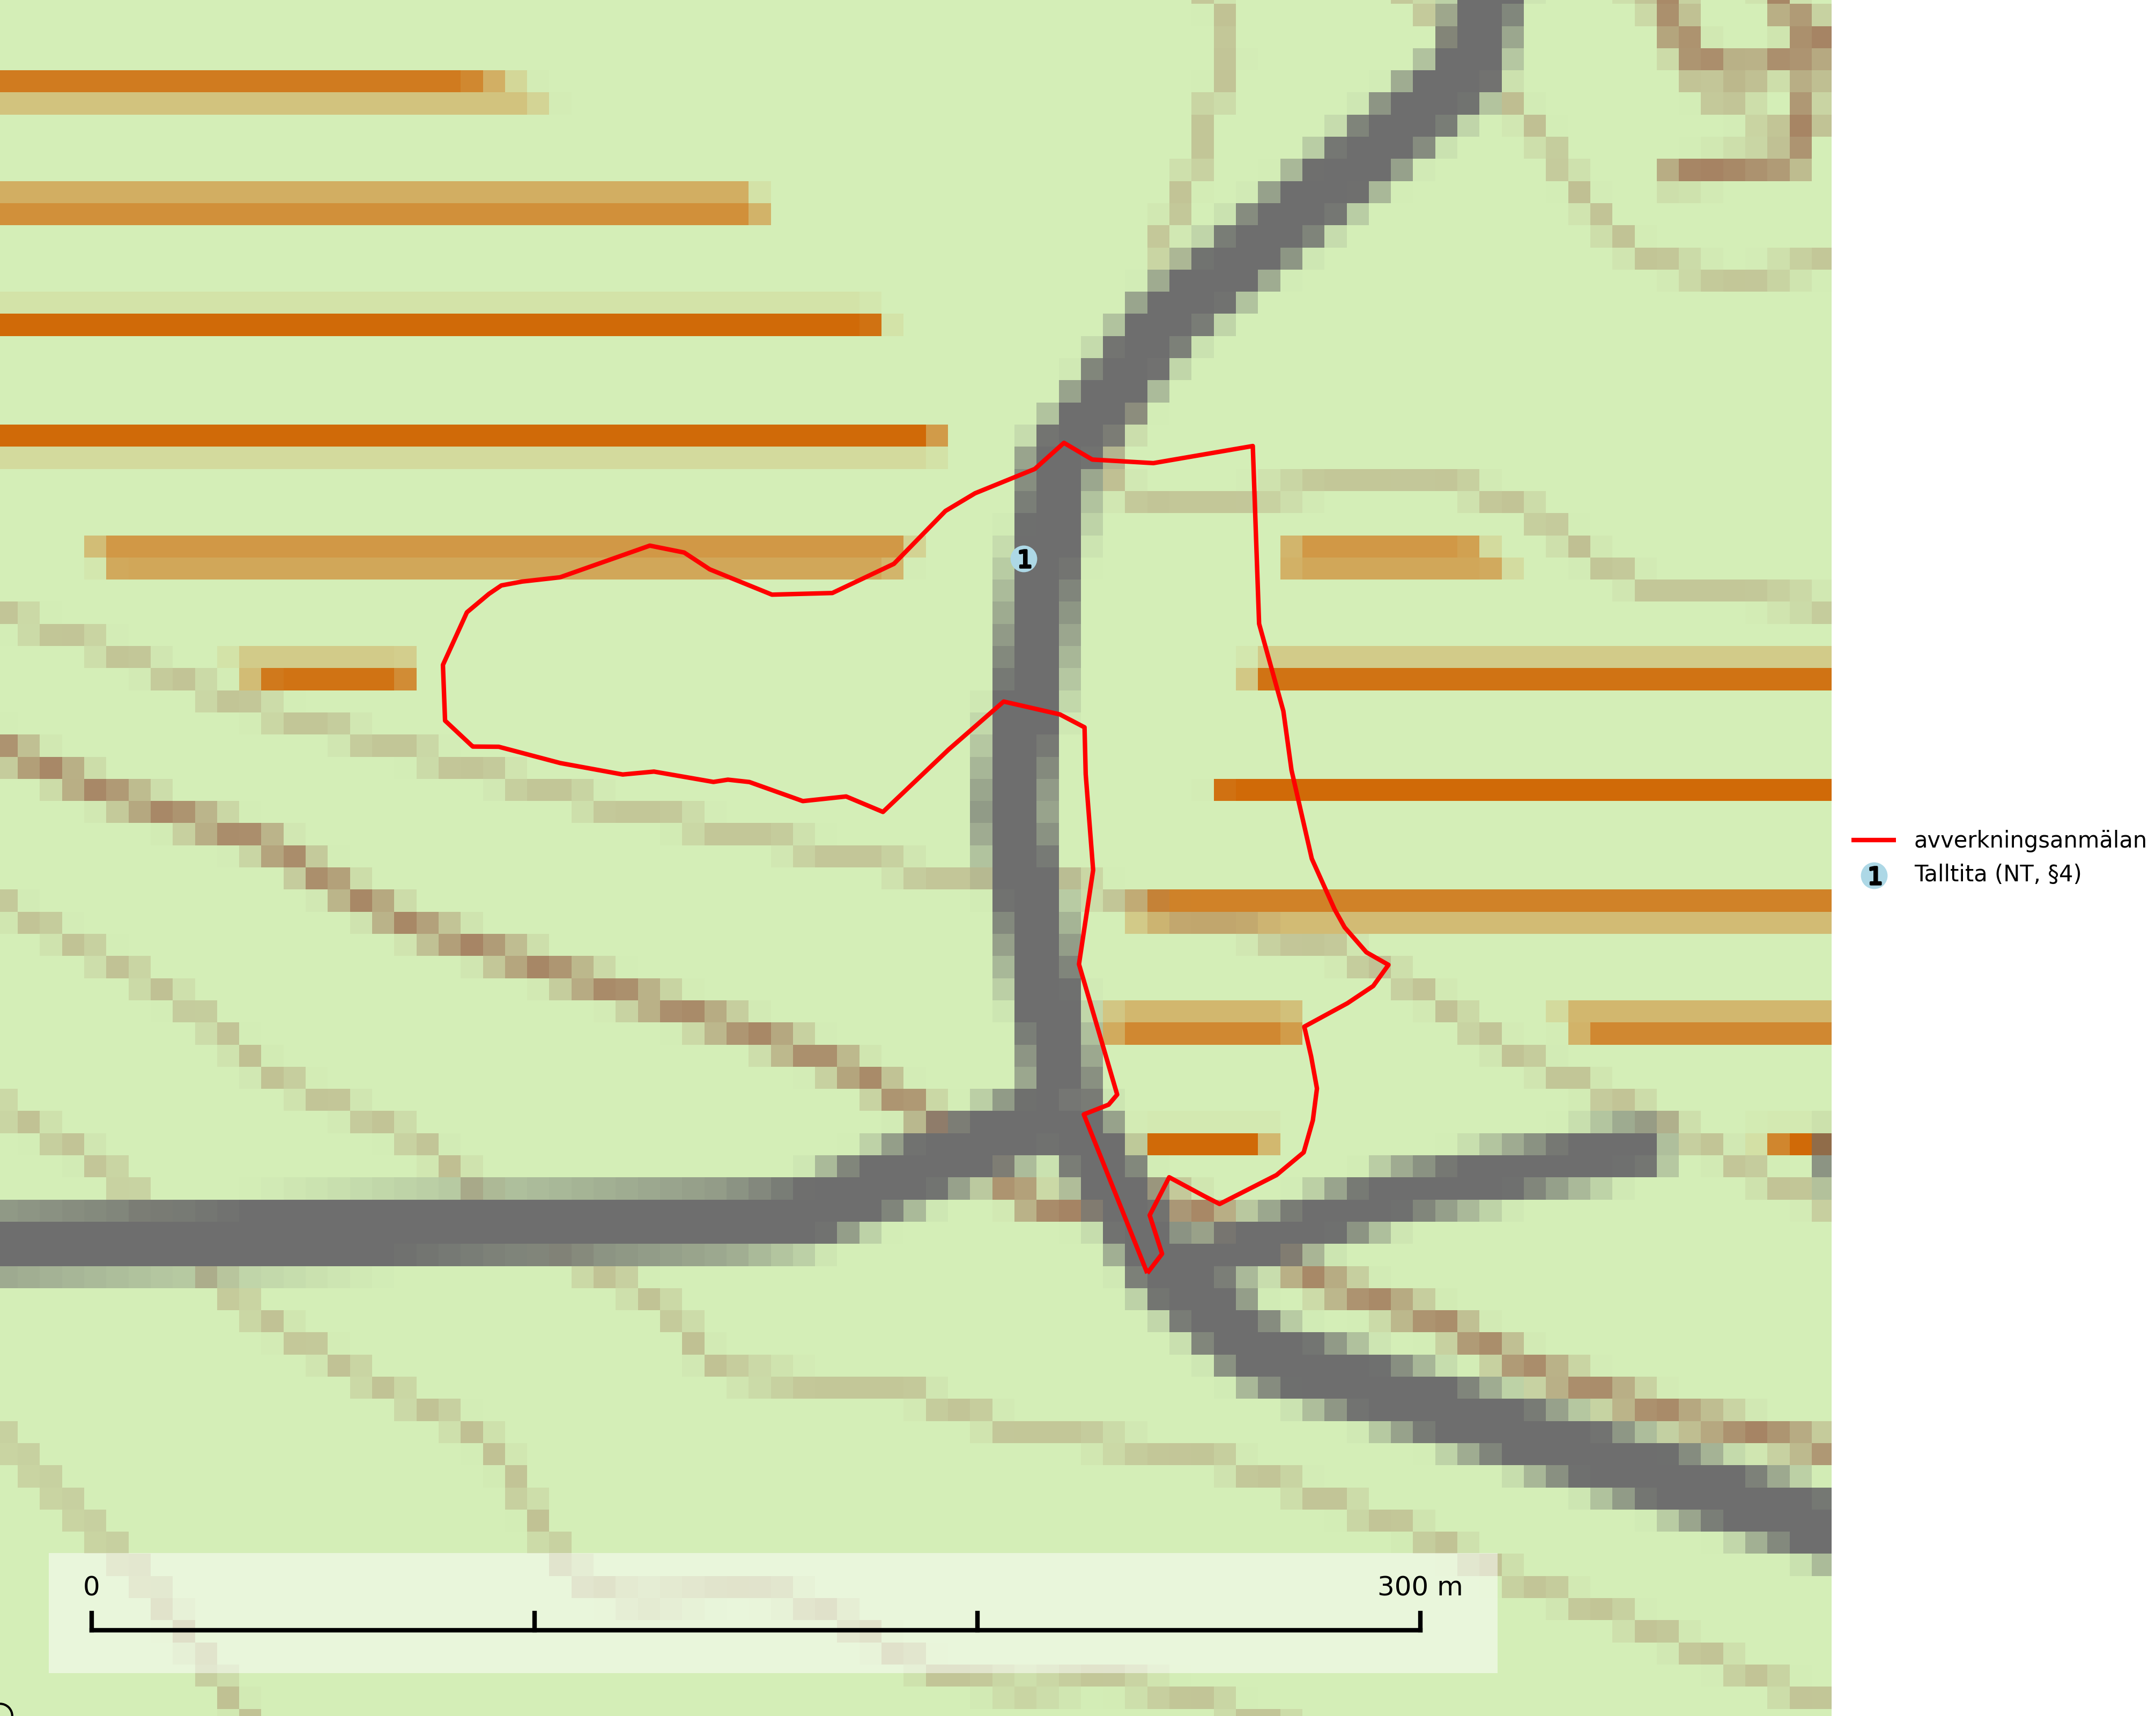 1
avverkningsanmälan
1 Talltita (NT, §4)
0 300 m